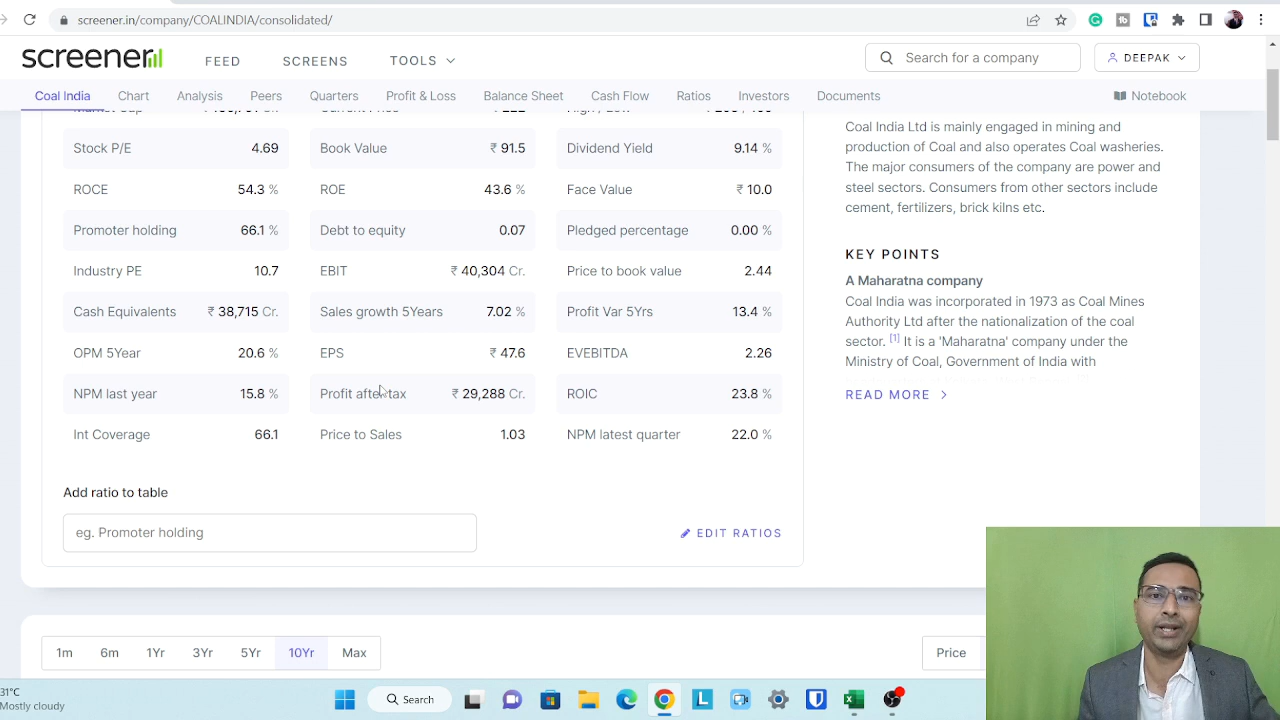 screener.in/company/COALINDIA/consolidated/
screener
FEED
SCREENS
TOOLS
Search for a company
DEEPAK
Coal India
Chart
Analysis
Peers
Quarters
Profit & Loss
Balance Sheet
Cash Flow
Ratios
Investors
Documents
Notebook
Stock P/E 4.69
Book Value ₹ 91.5
Dividend Yield 9.14 %
ROCE 54.3 %
ROE 43.6 %
Face Value ₹ 10.0
Promoter holding 66.1 %
Debt to equity 0.07
Pledged percentage 0.00 %
Industry PE 10.7
EBIT ₹ 40,304 Cr.
Price to book value 2.44
Cash Equivalents ₹ 38,715 Cr.
Sales growth 5Years 7.02 %
Profit Var 5Yrs 13.4 %
OPM 5Year 20.6 %
EPS ₹ 47.6
EVEBITDA 2.26
NPM last year 15.8 %
Profit after tax ₹ 29,288 Cr.
ROIC 23.8 %
Int Coverage 66.1
Price to Sales 1.03
NPM latest quarter 22.0 %
Add ratio to table
eg. Promoter holding
EDIT RATIOS
Coal India Ltd is mainly engaged in mining and
production of Coal and also operates Coal washeries.
The major consumers of the company are power and
steel sectors. Consumers from other sectors include
cement, fertilizers, brick kilns etc.
KEY POINTS
A Maharatna company
Coal India was incorporated in 1973 as Coal Mines
Authority Ltd after the nationalization of the coal
sector. [1] It is a 'Maharatna' company under the
Ministry of Coal, Government of India with
READ MORE
1m
6m
1Yr
3Yr
5Yr
10Yr
Max
Price
31°C
Mostly cloudy
Search